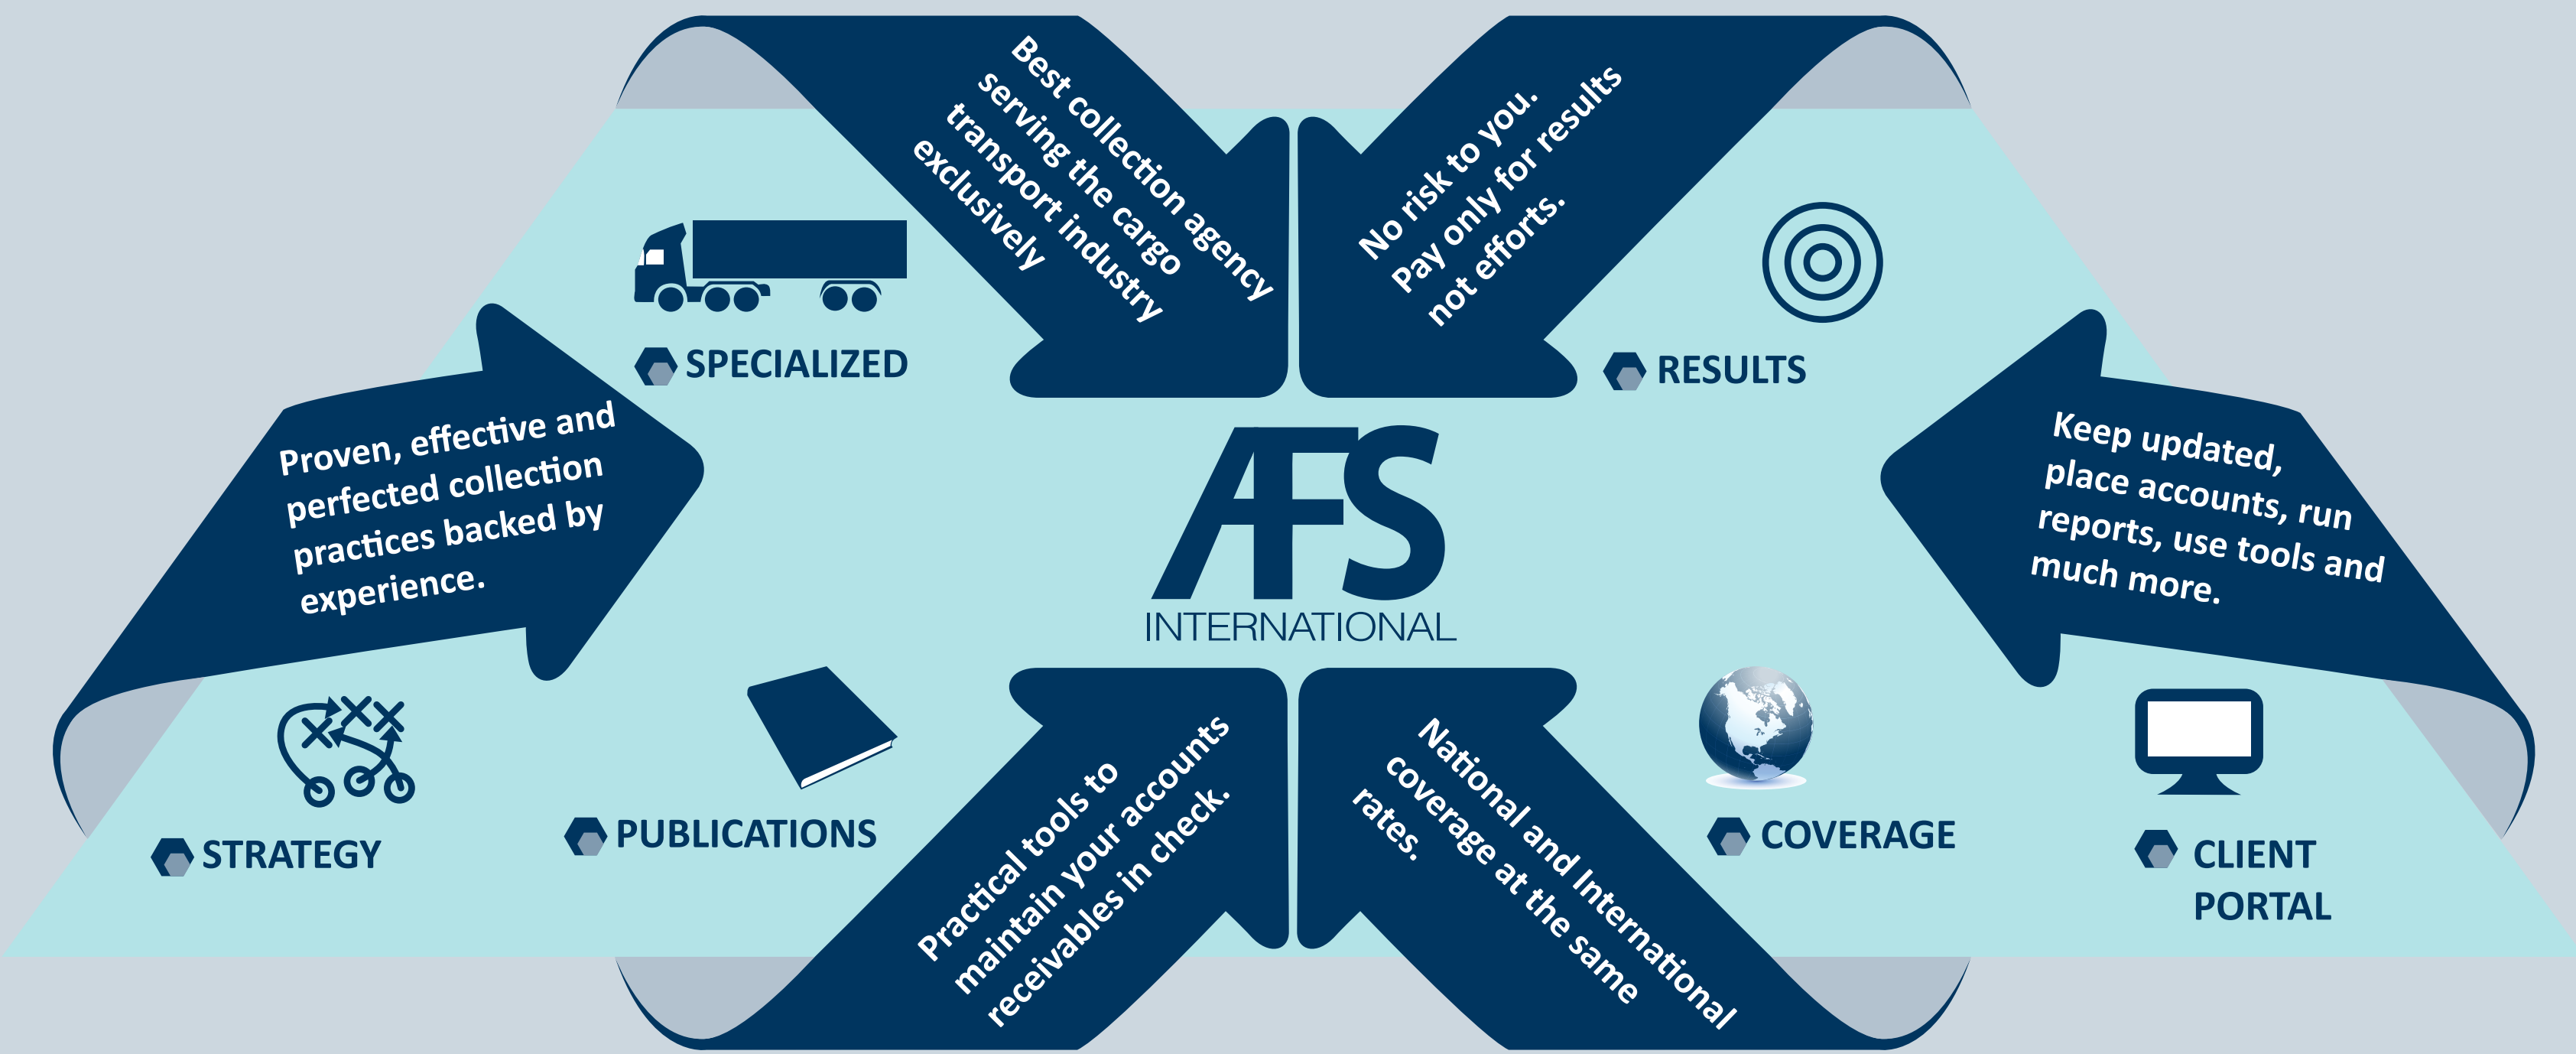 Best collection agency
serving the cargo
transport industry
exclusively
No risk to you.
Pay only for results
not efforts.
SPECIALIZED
RESULTS
Proven, effective and
perfected collection
practices backed by
experience.
AFS
INTERNATIONAL
Keep updated,
place accounts, run
reports, use tools and
much more.
STRATEGY
PUBLICATIONS
Practical tools to
maintain your accounts
receivables in check.
National and International
coverage at the same
rates.
COVERAGE
CLIENT
PORTAL